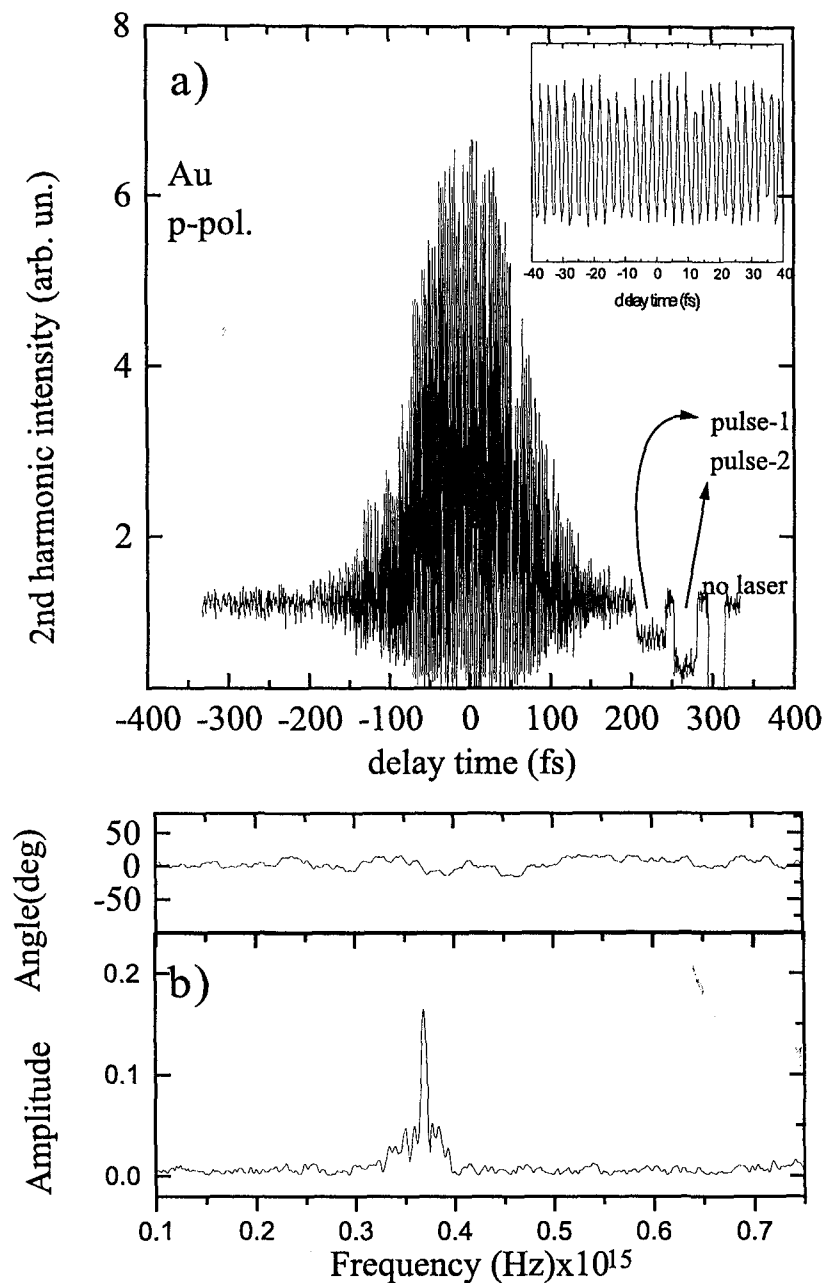 8
6
4
2
2nd harmonic intensity (arb. un.)
a)
Au
p-pol.
-40 -30 -20 -10 0 10 20 30 40
delay time (fs)
pulse-1
pulse-2
no laser
-400 -300 -200 -100 0 100 200 300 400
delay time (fs)
50
0
-50
Angle(deg)
b)
0.2
0.1
0.0
Amplitude
0.1 0.2 0.3 0.4 0.5 0.6 0.7
Frequency (Hz)x10¹⁵